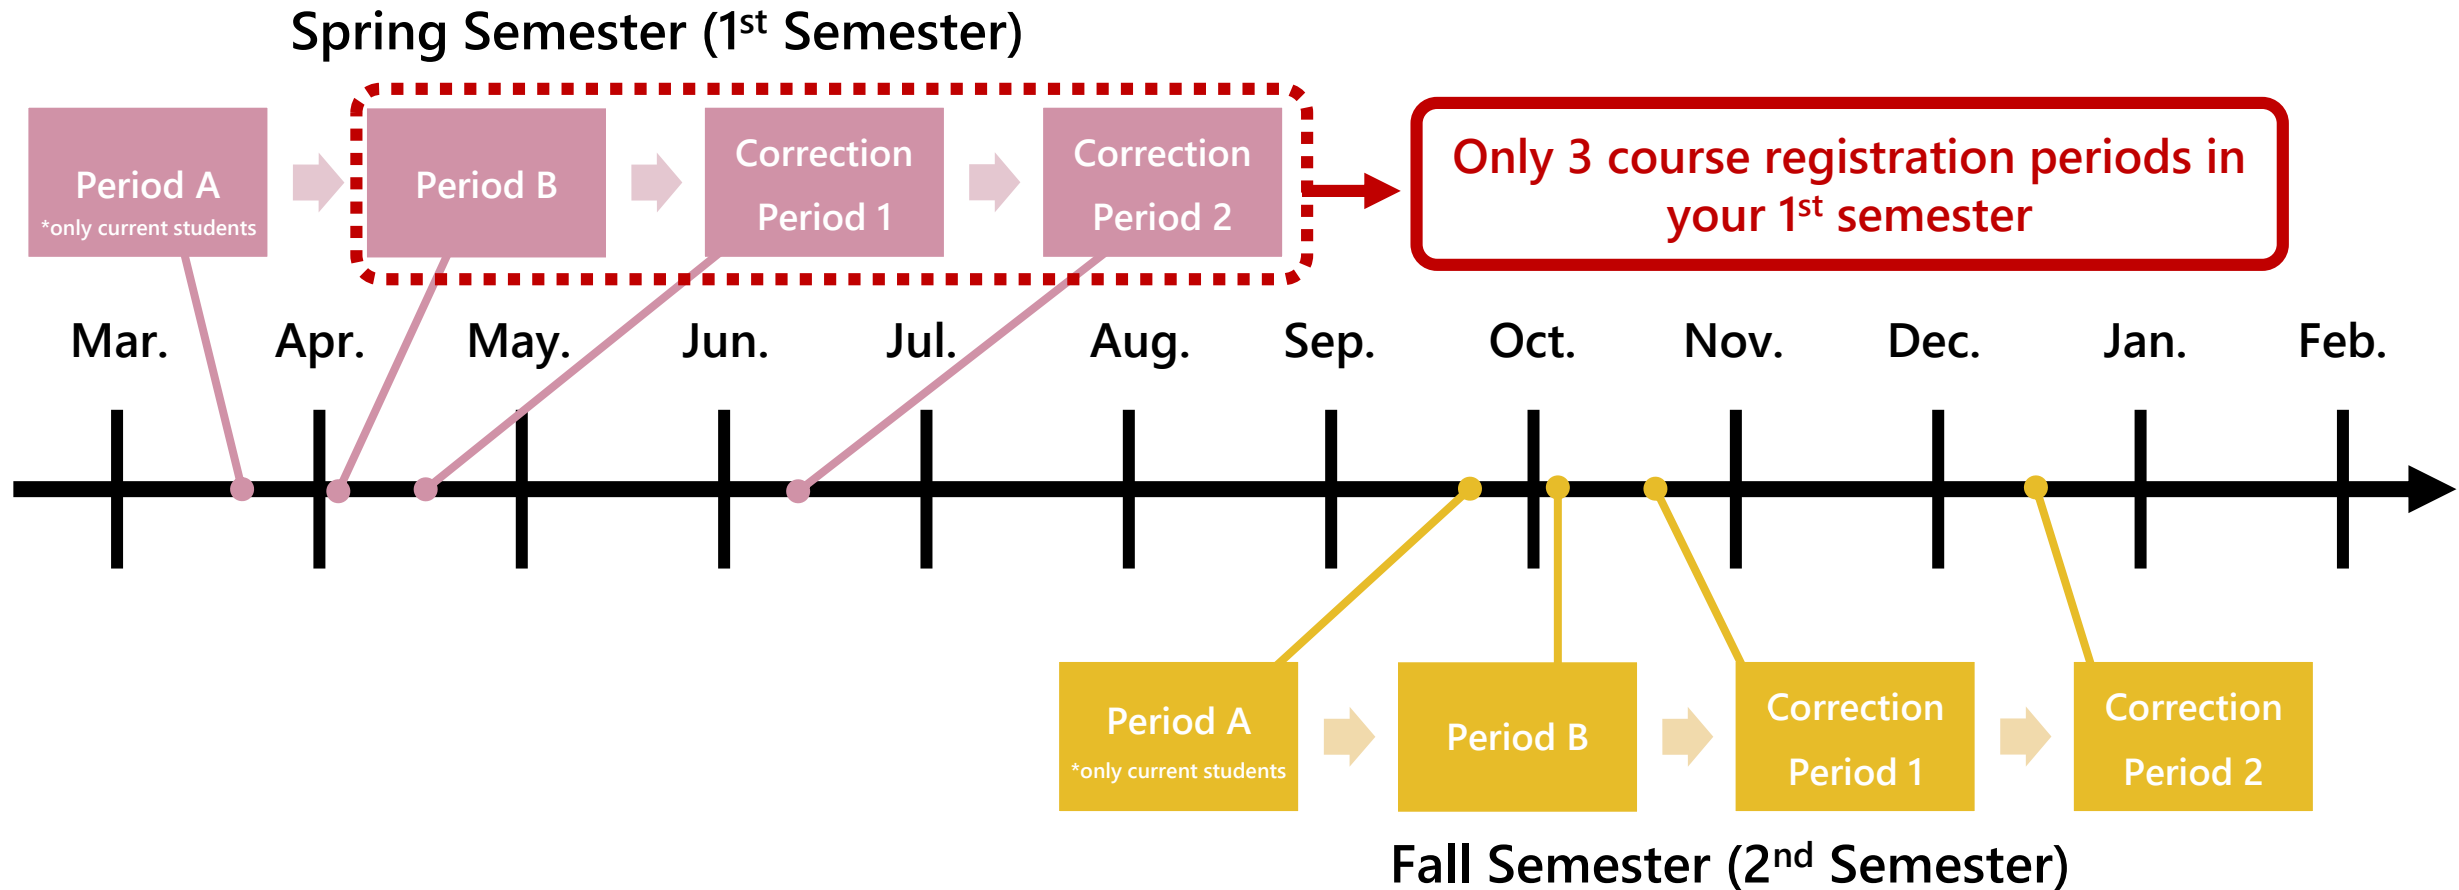 Spring Semester (1st Semester)
Period A
*only current students
Period B
Correction
Period 1
Correction
Period 2
Only 3 course registration periods in
your 1st semester
Mar. Apr. May. Jun. Jul. Aug. Sep. Oct. Nov. Dec. Jan. Feb.
Period A
*only current students
Period B
Correction
Period 1
Correction
Period 2
Fall Semester (2nd Semester)